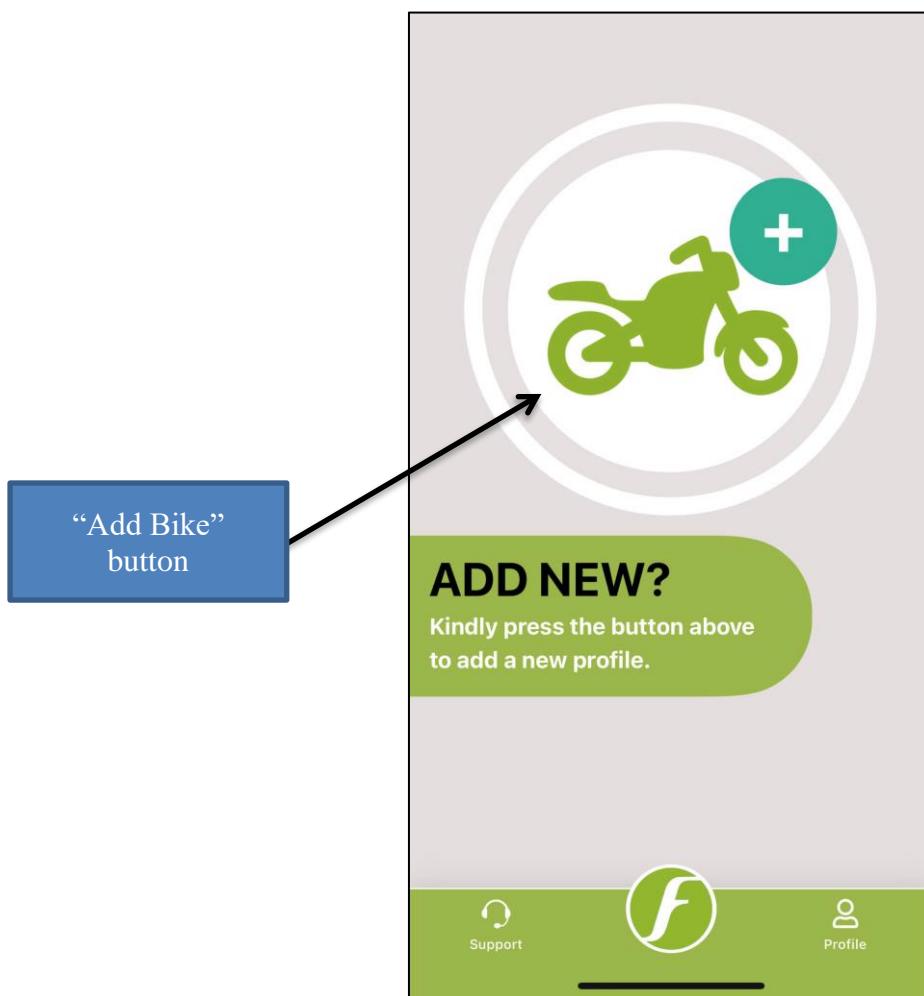 +
“Add Bike”
button
ADD NEW?
Kindly press the button above
to add a new profile.
f
Support
Profile